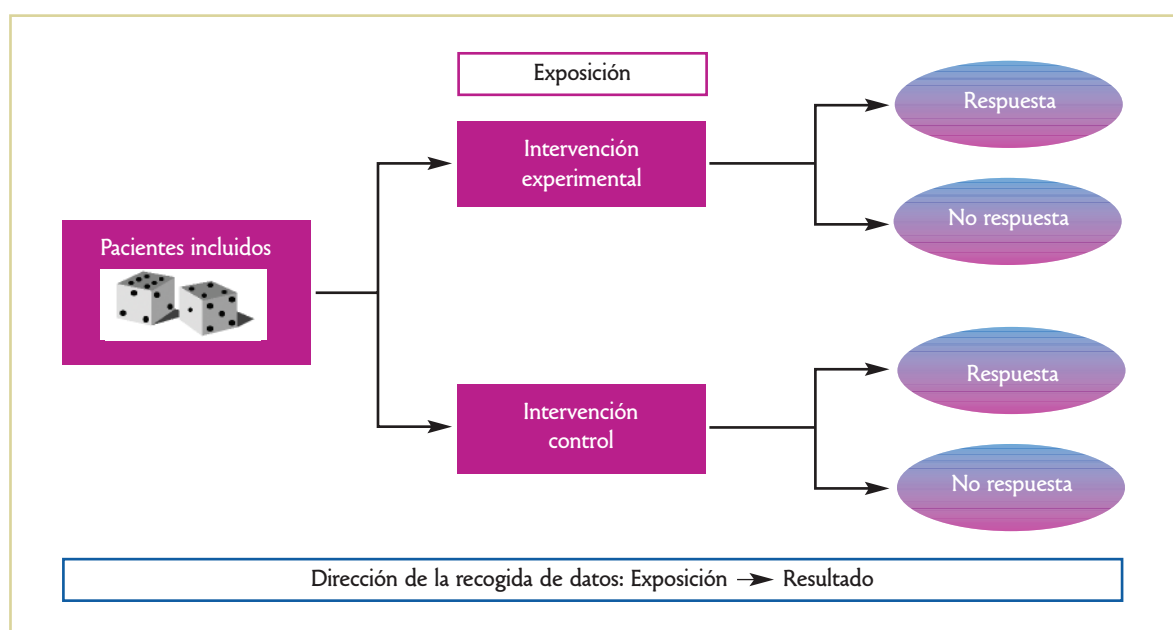 Exposición
Intervención
experimental
Respuesta
No respuesta
Pacientes incluidos
Intervención
control
Respuesta
No respuesta
Dirección de la recogida de datos: Exposición → Resultado